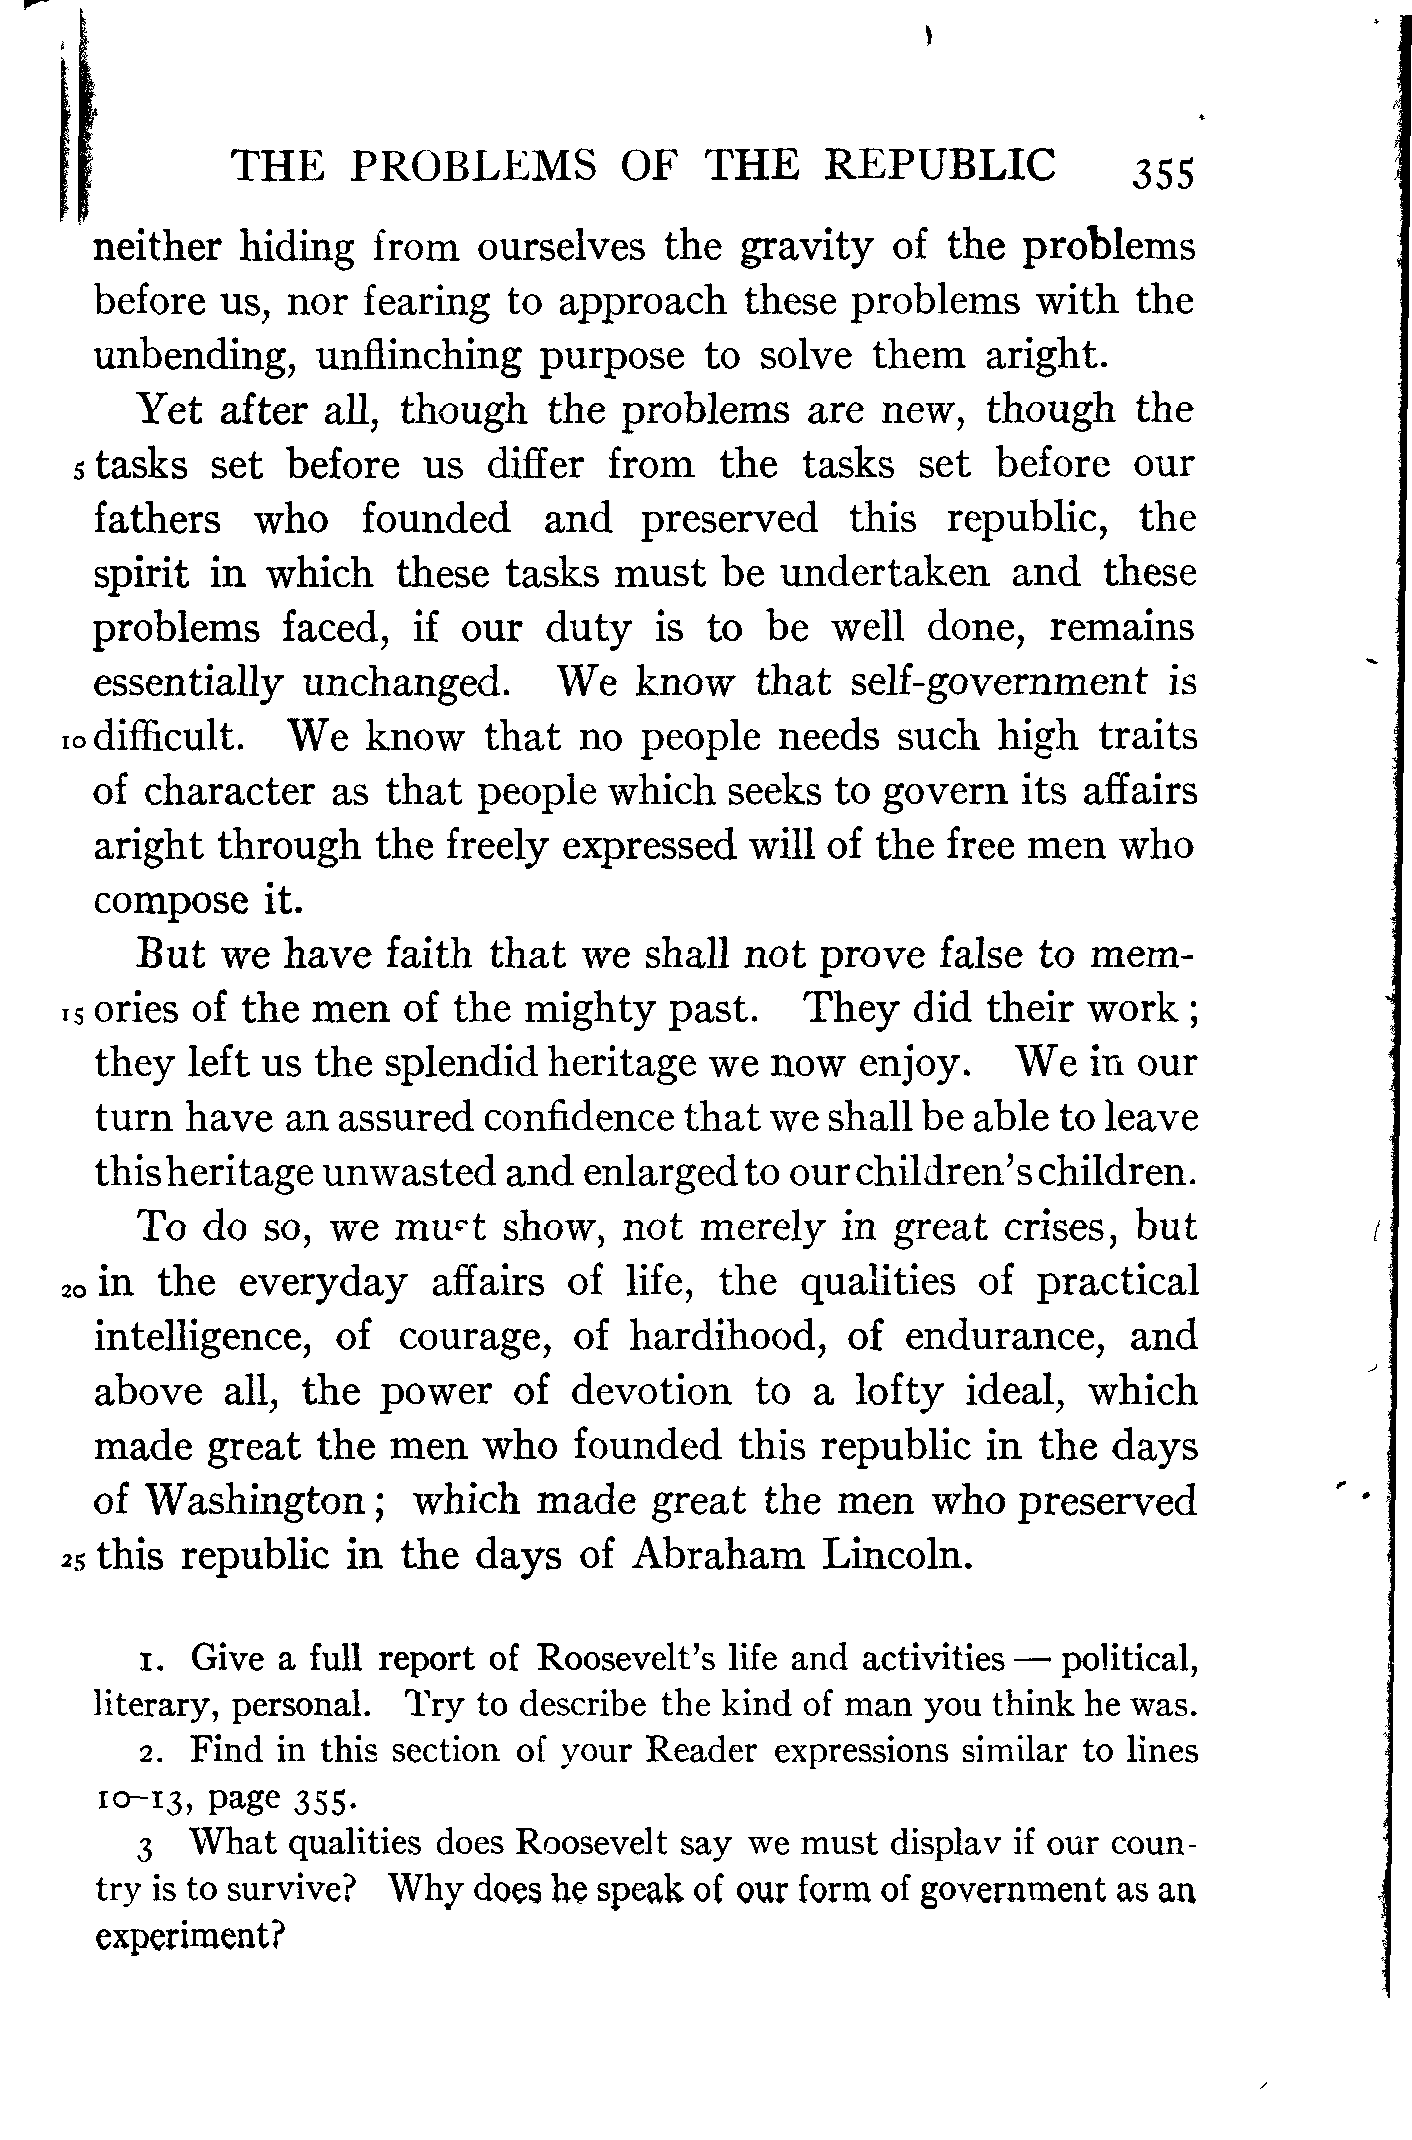 THE PROBLEMS OF THE REPUBLIC 355
neither hiding from ourselves the gravity of the problems
before us, nor fearing to approach these problems with the
unbending, unflinching purpose to solve them aright.
Yet after all, though the problems are new, though the
5 tasks set before us differ from the tasks set before our
fathers who founded and preserved this republic, the
spirit in which these tasks must be undertaken and these
problems faced, if our duty is to be well done, remains
essentially unchanged. We know that self-government is
10 difficult. We know that no people needs such high traits
of character as that people which seeks to govern its affairs
aright through the freely expressed will of the free men who
compose it.
But we have faith that we shall not prove false to mem-
15 ories of the men of the mighty past. They did their work ;
they left us the splendid heritage we now enjoy. We in our
turn have an assured confidence that we shall be able to leave
this heritage unwasted and enlarged to our children's children.
To do so, we must show, not merely in great crises, but
20 in the everyday affairs of life, the qualities of practical
intelligence, of courage, of hardihood, of endurance, and
above all, the power of devotion to a lofty ideal, which
made great the men who founded this republic in the days
of Washington ; which made great the men who preserved
25 this republic in the days of Abraham Lincoln.
1. Give a full report of Roosevelt's life and activities — political,
literary, personal. Try to describe the kind of man you think he was.
2. Find in this section of your Reader expressions similar to lines
10–13, page 355.
3 What qualities does Roosevelt say we must display if our coun-
try is to survive? Why does he speak of our form of government as an
experiment?